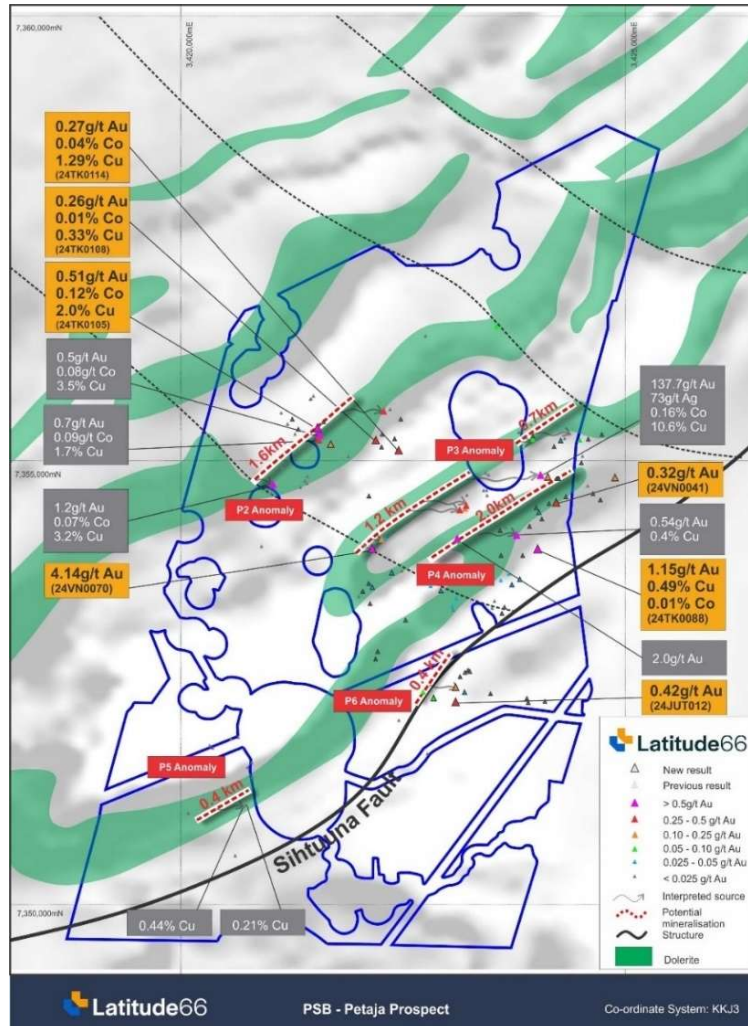 7,360,000mN
3,420,000mE
3,425,000mE
0.27g/t Au
0.04% Co
1.29% Cu
(24TK0114)
0.26g/t Au
0.01% Co
0.33% Cu
(24TK0108)
0.51g/t Au
0.12% Co
2.0% Cu
(24TK0105)
0.5g/t Au
0.08g/t Co
3.5% Cu
0.7g/t Au
0.09g/t Co
1.7% Cu
1.2g/t Au
0.07% Co
3.2% Cu
4.14g/t Au
(24VN0070)
7,355,000mN
1.6km
P2 Anomaly
0.7km
P3 Anomaly
1.2 km
2.0km
P4 Anomaly
137.7g/t Au
73g/t Ag
0.16% Co
10.6% Cu
0.32g/t Au
(24VN0041)
0.54g/t Au
0.4% Cu
1.15g/t Au
0.49% Cu
0.01% Co
(24TK0088)
2.0g/t Au
0.42g/t Au
(24JUT012)
0.4 km
P6 Anomaly
P5 Anomaly
0.4 km
Sihtuuna Fault
0.44% Cu
0.21% Cu
7,350,000mN
Latitude66
New result
Previous result
> 0.5g/t Au
0.25 - 0.5 g/t Au
0.10 - 0.25 g/t Au
0.05 - 0.10 g/t Au
0.025 - 0.05 g/t Au
< 0.025 g/t Au
Interpreted source
Potential
mineralisation
Structure
Dolerite
Latitude66
PSB - Petaja Prospect
Co-ordinate System: KKJ3